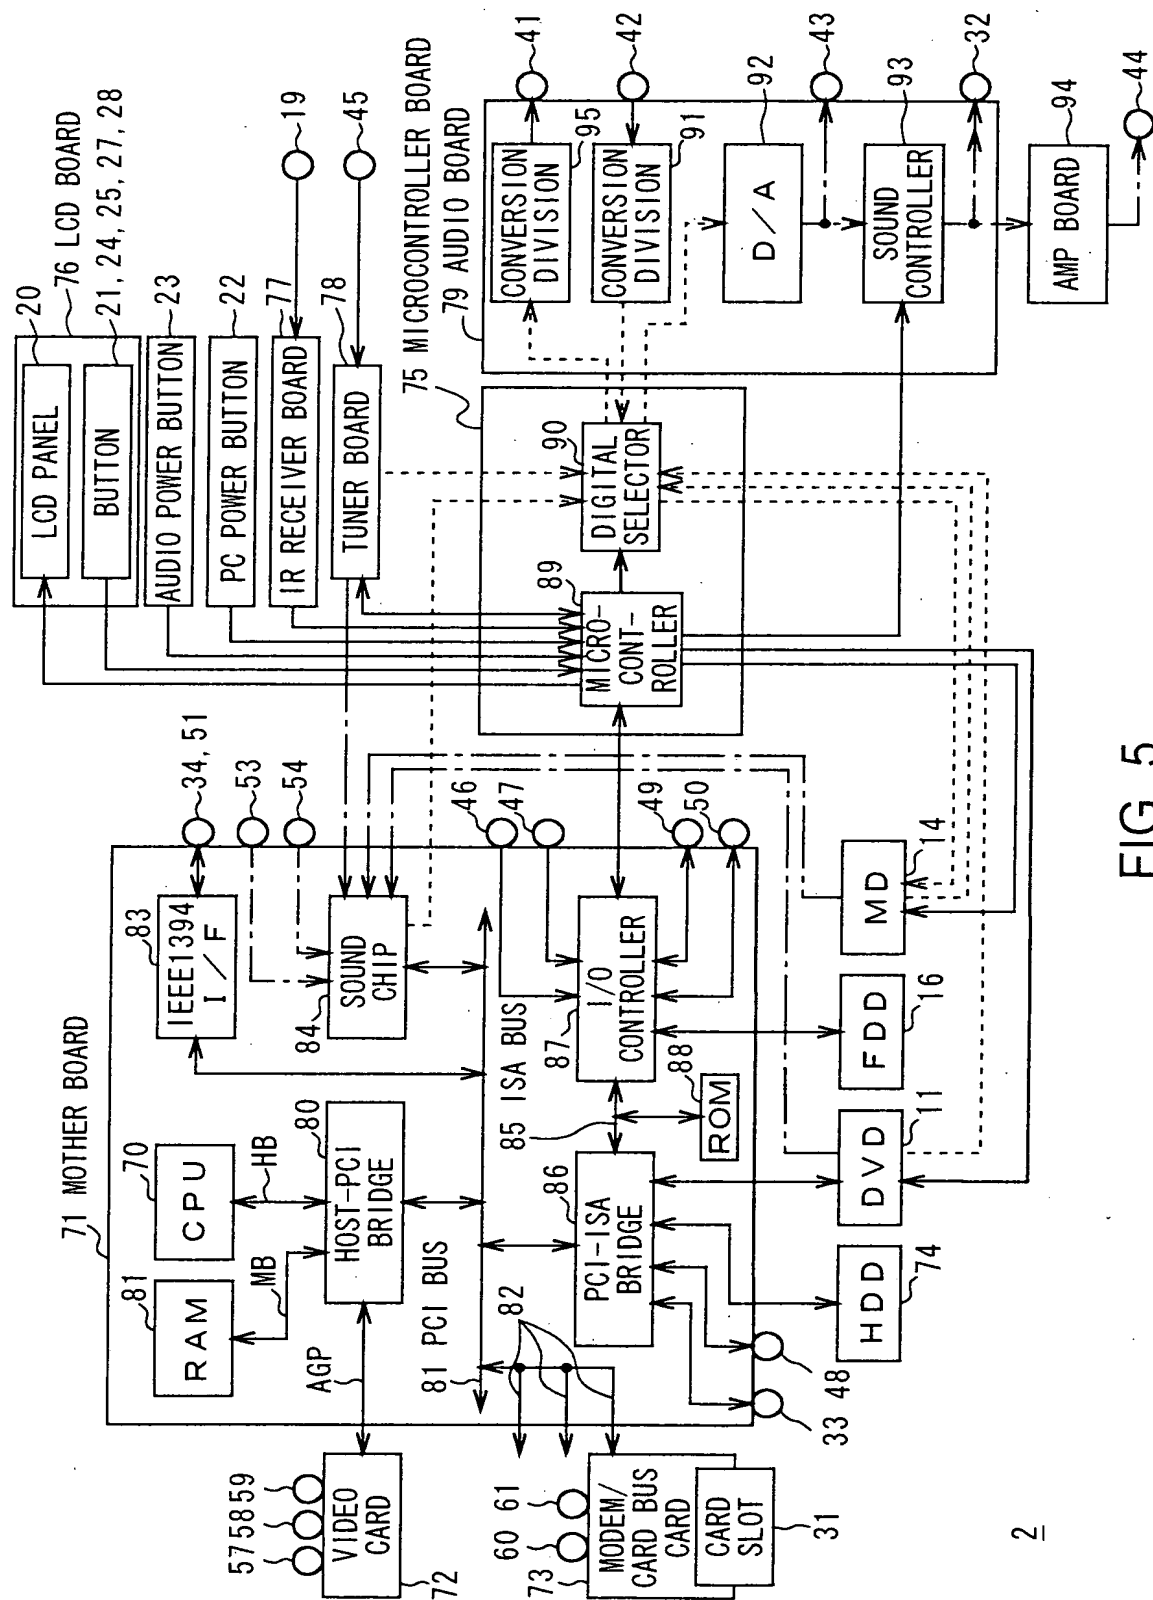 57 58 59
VIDEO
CARD
72
60 61
MODEM/
CARD BUS
CARD
73
CARD
SLOT
31
71 MOTHER BOARD
81
RAM
70
CPU
MB
HB
AGP
80
HOST-PCI
BRIDGE
83
IEEE1394
I/F
84
SOUND
CHIP
34, 51
53
54
81 PCI BUS
ISA BUS
82
86
PCI-ISA
BRIDGE
85
88
ROM
87
I/O
CONTROLLER
46
47
49
50
33
48
HDD
74
DVD
11
FDD
16
MD
14
20
LCD PANEL
76 LCD BOARD
BUTTON
21, 24, 25, 27, 28
AUDIO POWER BUTTON
23
PC POWER BUTTON
22
IR RECEIVER BOARD
77
19
TUNER BOARD
78
45
75 MICROCONTROLLER BOARD
89
MICRO-
CONT-
ROLLER
90
DIGITAL
SELECTOR
79 AUDIO BOARD
CONVERSION
DIVISION
95
41
CONVERSION
DIVISION
91
42
D/A
92
43
SOUND
CONTROLLER
93
32
AMP BOARD
94
44
2
FIG. 5